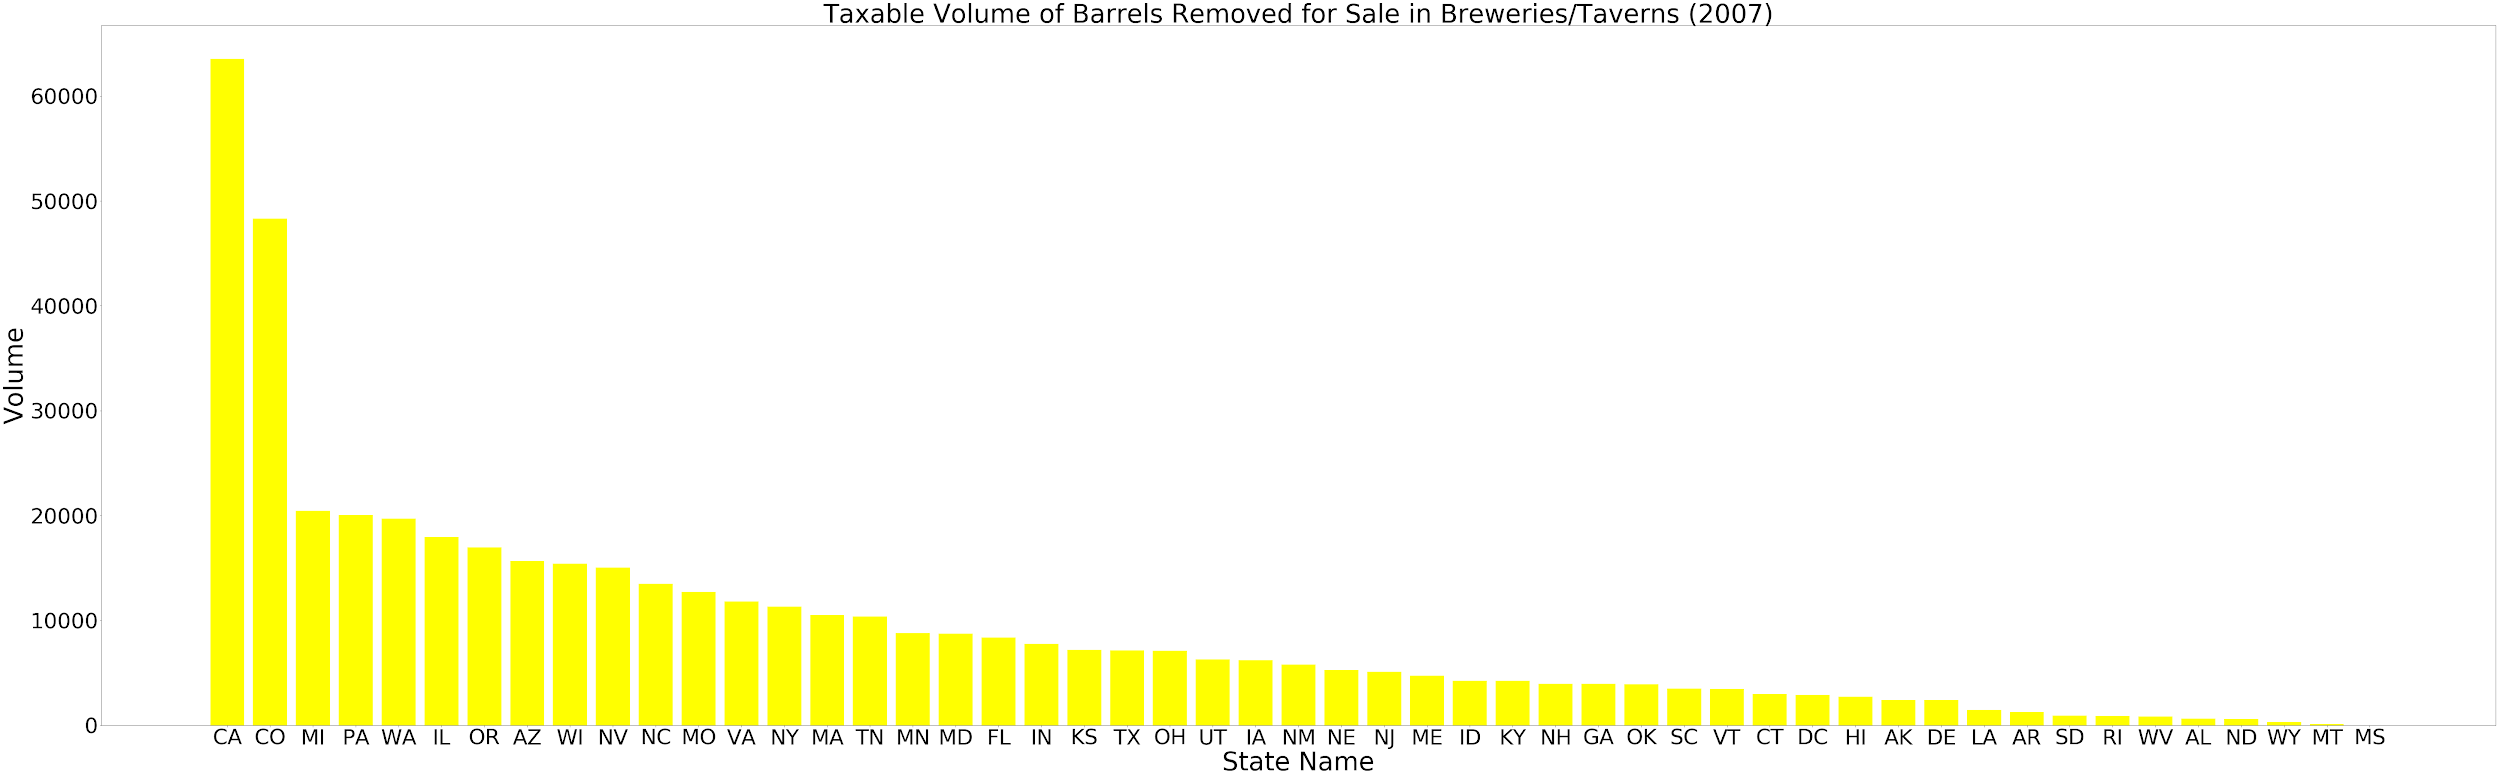 Taxable Volume of Barrels Removed for Sale in Breweries/Taverns (2007)
60000
50000
40000
30000
20000
10000
0
Volume
CA CO MI PA WA IL OR AZ WI NV NC MO VA NY MA TN MN MD FL IN KS TX OH UT IA NM NE NJ ME ID KY NH GA OK SC VT CT DC HI AK DE LA AR SD RI WV AL ND WY MT MS
State Name